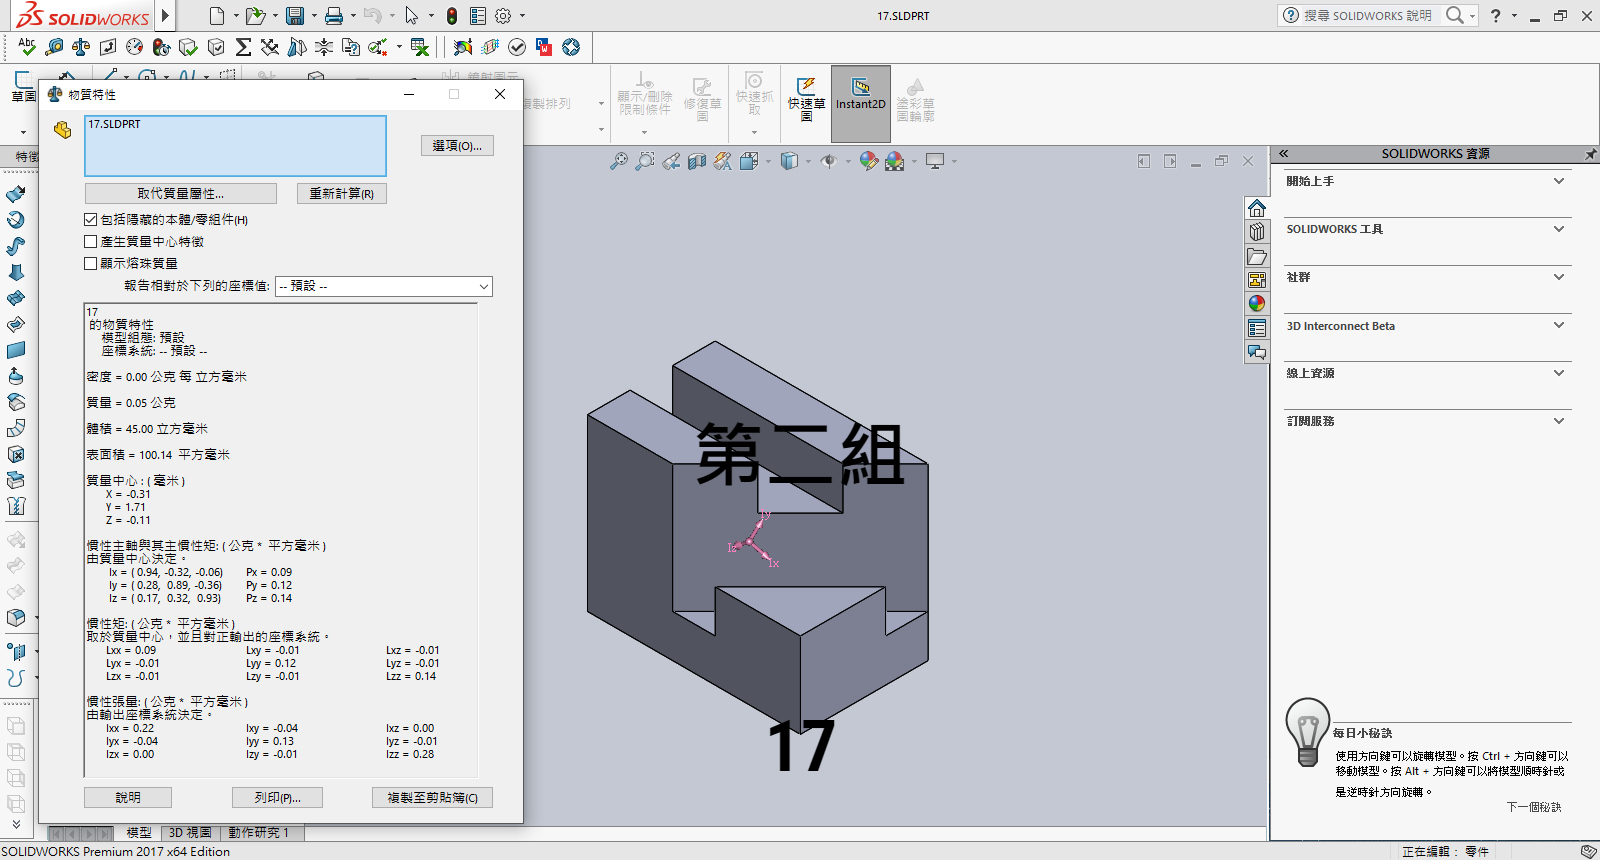 SOLIDWORKS
17.SLDPRT
搜尋 SOLIDWORKS 說明
草圖
特徵
複製排列
顯示/刪除限制條件
修復草圖
快速抓取
快速草圖
Instant2D
塗彩草圖輪廓
物質特性
17.SLDPRT
選項(O)...
取代質量屬性...
重新計算(R)
包括隱藏的本體/零組件(H)
產生質量中心特徵
顯示熔珠質量
報告相對於下列的座標值:
-- 預設 --
17
的物質特性
模型組態: 預設
座標系統: -- 預設 --
密度 = 0.00 公克 每 立方毫米
質量 = 0.05 公克
體積 = 45.00 立方毫米
表面積 = 100.14 平方毫米
質量中心 : ( 毫米 )
X = -0.31
Y = 1.71
Z = -0.11
慣性主軸與其主慣性矩: ( 公克 * 平方毫米 )
由質量中心決定。
Ix = ( 0.94, -0.32, -0.06) Px = 0.09
Iy = ( 0.28, 0.89, -0.36) Py = 0.12
Iz = ( 0.17, 0.32, 0.93) Pz = 0.14
慣性矩: ( 公克 * 平方毫米 )
取於質量中心，並且對正輸出的座標系統。
Lxx = 0.09 Lxy = -0.01 Lxz = -0.01
Lyx = -0.01 Lyy = 0.12 Lyz = -0.01
Lzx = -0.01 Lzy = -0.01 Lzz = 0.14
慣性張量: ( 公克 * 平方毫米 )
由輸出座標系統決定。
Ixx = 0.22 Ixy = -0.04 Ixz = 0.00
Iyx = -0.04 Iyy = 0.13 Iyz = -0.01
Izx = 0.00 Izy = -0.01 Izz = 0.28
說明
列印(P)...
複製至剪貼簿(C)
第二組
Iy
Iz
Ix
17
SOLIDWORKS 資源
開始上手
SOLIDWORKS 工具
社群
3D Interconnect Beta
線上資源
訂閱服務
每日小秘訣
使用方向鍵可以旋轉模型。按 Ctrl + 方向鍵可以
移動模型。按 Alt + 方向鍵可以將模型順時針或
是逆時針方向旋轉。
下一個秘訣
模型
3D 視圖
動作研究 1
SOLIDWORKS Premium 2017 x64 Edition
正在編輯： 零件